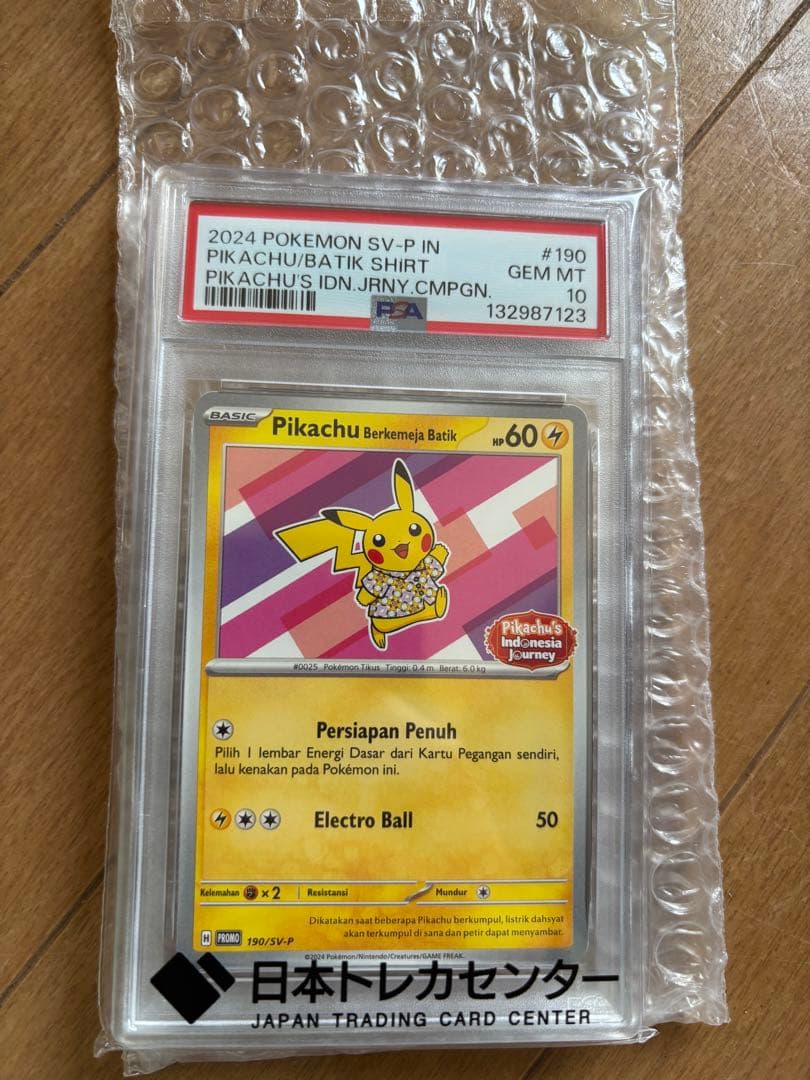 2024 POKEMON SV-P IN #190
PIKACHU/BATIK SHIRT GEM MT
PIKACHU'S IDN.JRNY.CMPGN. 10
PSA 132987123
BASIC Pikachu Berkemeja Batik HP 60
Pikachu's
Indonesia
Journey
#0025 Pokémon Tikus Tinggi: 0.4 m Berat: 6.0 kg
Persiapan Penuh
Pilih 1 lembar Energi Dasar dari Kartu Pegangan sendiri,
lalu kenakan pada Pokémon ini.
Electro Ball 50
Kelemahan ×2 Resistansi Mundur
Dikatakan saat beberapa Pikachu berkumpul, listrik dahsyat
akan terkumpul di sana dan petir dapat menyambar.
H PROMO 190/SV-P
©2024 Pokémon/Nintendo/Creatures/GAME FREAK.
日本トレカセンター
JAPAN TRADING CARD CENTER